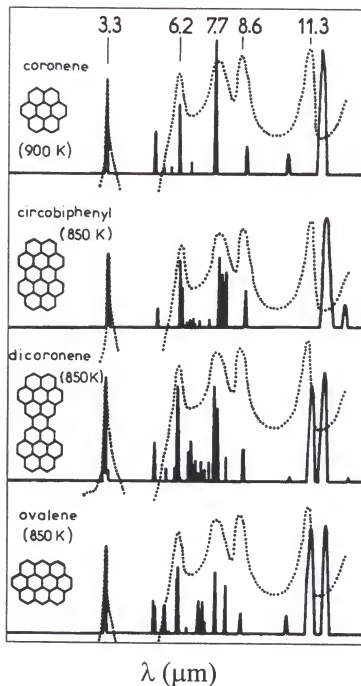 3.3 6.2 7.7 8.6 11.3
coronene
(900 K)
circobiphenyl
(850 K)
dicoronene
(850K)
ovalene
(850 K)
λ (μm)